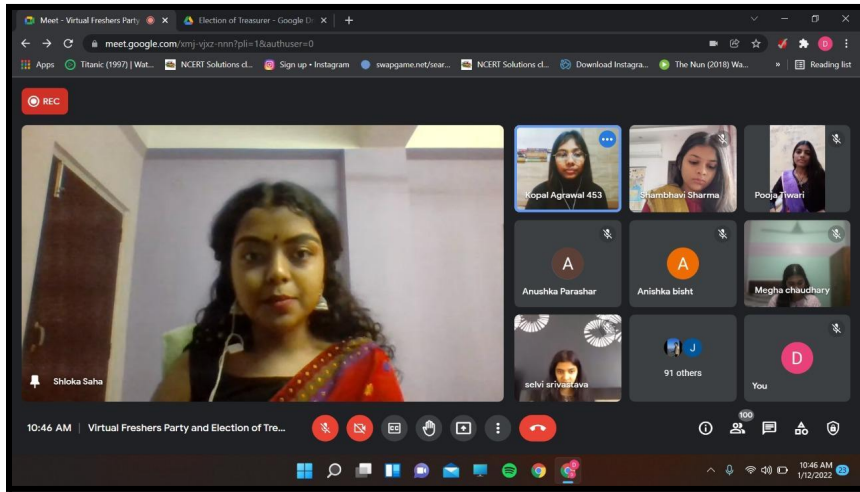 Meet - Virtual Freshers Party
Election of Treasurer - Google Dr
meet.google.com/xmj-vjxz-nnn?pli=1&authuser=0
Apps
Titanic (1997) | Wat...
NCERT Solutions cl...
Sign up • Instagram
swapgame.net/sear...
NCERT Solutions cl...
Download Instagra...
The Nun (2018) Wa...
»
Reading list
REC
Kopal Agrawal 453
Shambhavi Sharma
Pooja Tiwari
A
Anushka Parashar
A
Anishka bisht
Megha chaudhary
Shloka Saha
selvi srivastava
J
91 others
D
You
10:46 AM | Virtual Freshers Party and Election of Tre...
CC
100
10:46 AM
1/12/2022
23